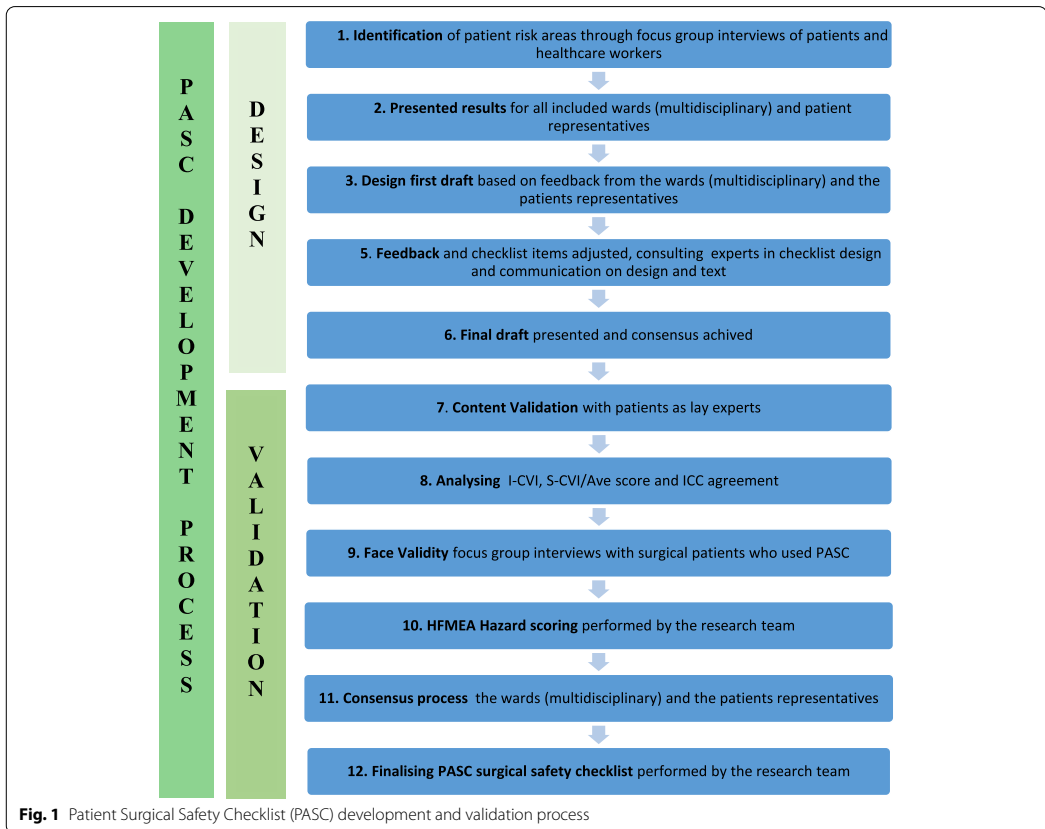 PASC DEVELOPMENT PROCESS
DESIGN
VALIDATION
1. Identification of patient risk areas through focus group interviews of patients and
healthcare workers
2. Presented results for all included wards (multidisciplinary) and patient
representatives
3. Design first draft based on feedback from the wards (multidisciplinary) and the
patients representatives
5. Feedback and checklist items adjusted, consulting experts in checklist design
and communication on design and text
6. Final draft presented and consensus achived
7. Content Validation with patients as lay experts
8. Analysing I-CVI, S-CVI/Ave score and ICC agreement
9. Face Validity focus group interviews with surgical patients who used PASC
10. HFMEA Hazard scoring performed by the research team
11. Consensus process the wards (multidisciplinary) and the patients representatives
12. Finalising PASC surgical safety checklist performed by the research team
Fig. 1 Patient Surgical Safety Checklist (PASC) development and validation process